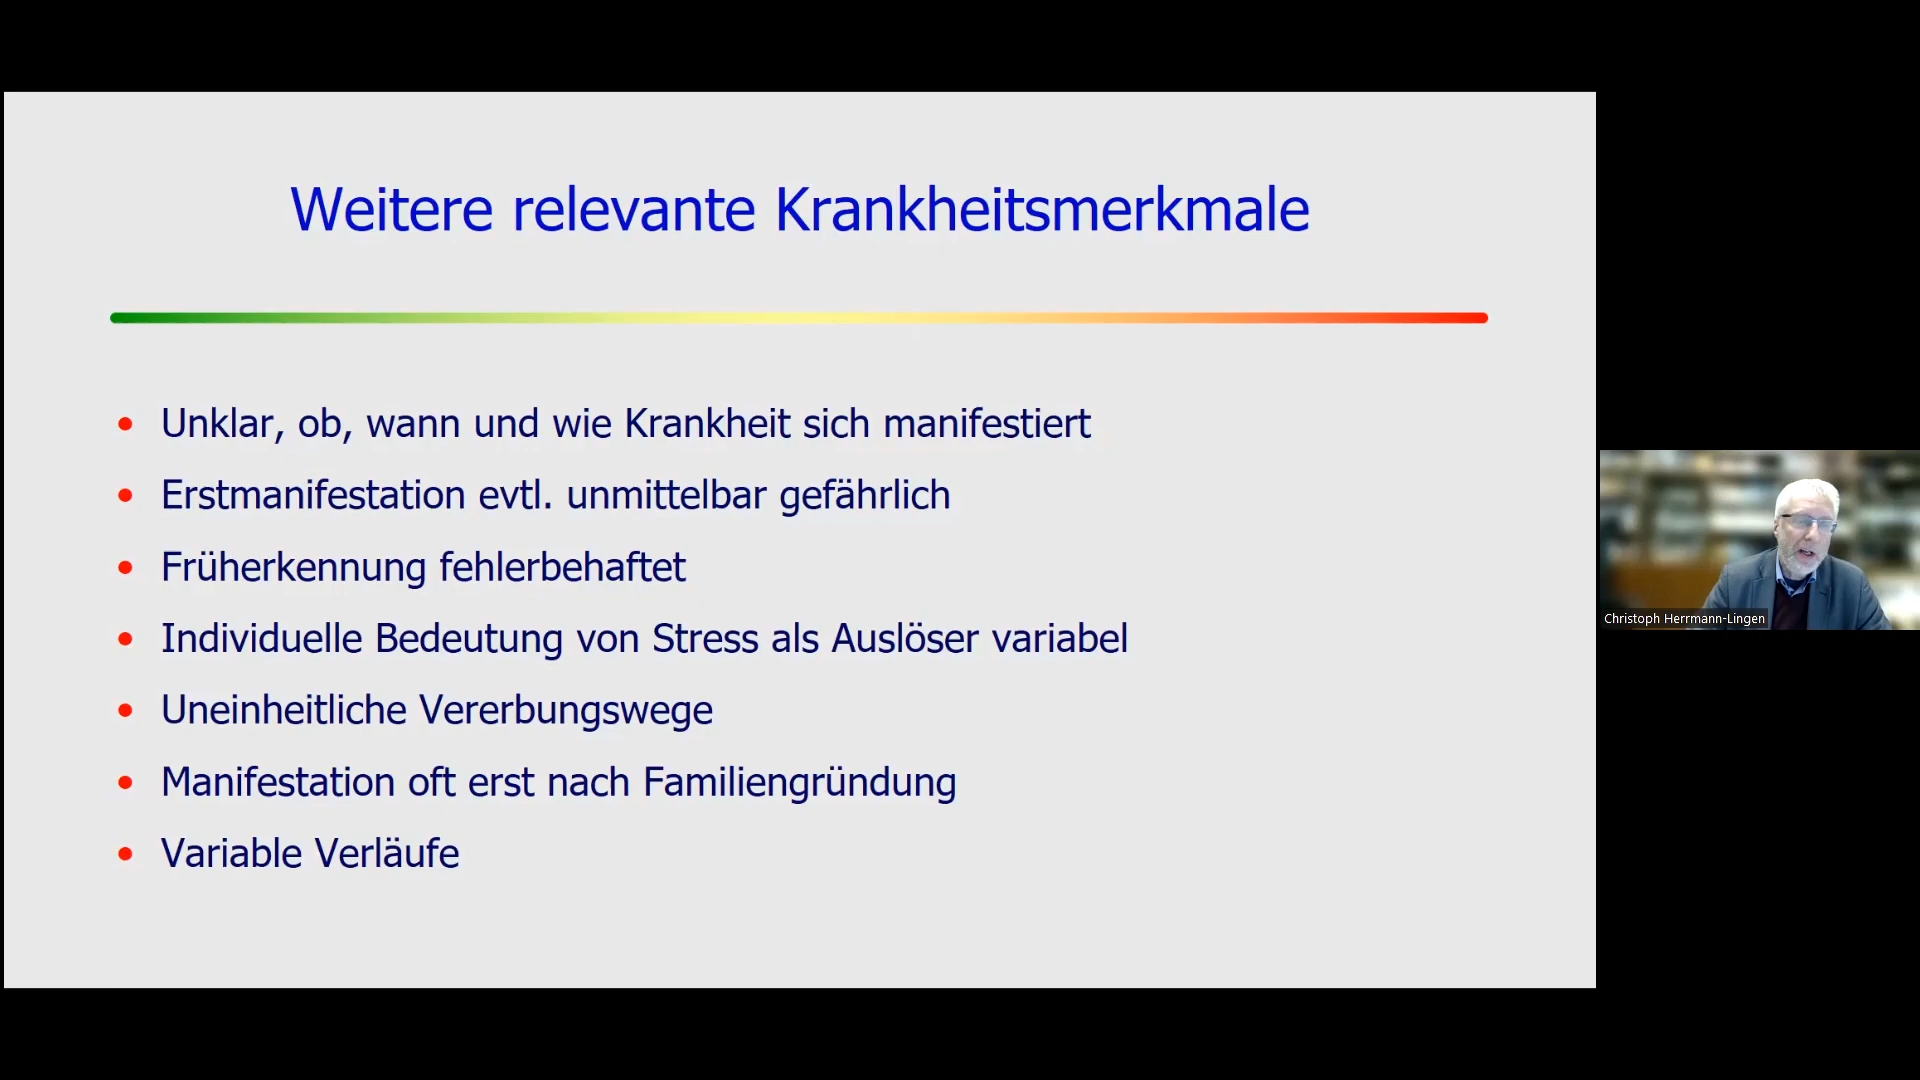 Weitere relevante Krankheitsmerkmale
Unklar, ob, wann und wie Krankheit sich manifestiert
Erstmanifestation evtl. unmittelbar gefährlich
Früherkennung fehlerbehaftet
Individuelle Bedeutung von Stress als Auslöser variabel
Uneinheitliche Vererbungswege
Manifestation oft erst nach Familiengründung
Variable Verläufe
Christoph Herrmann-Lingen